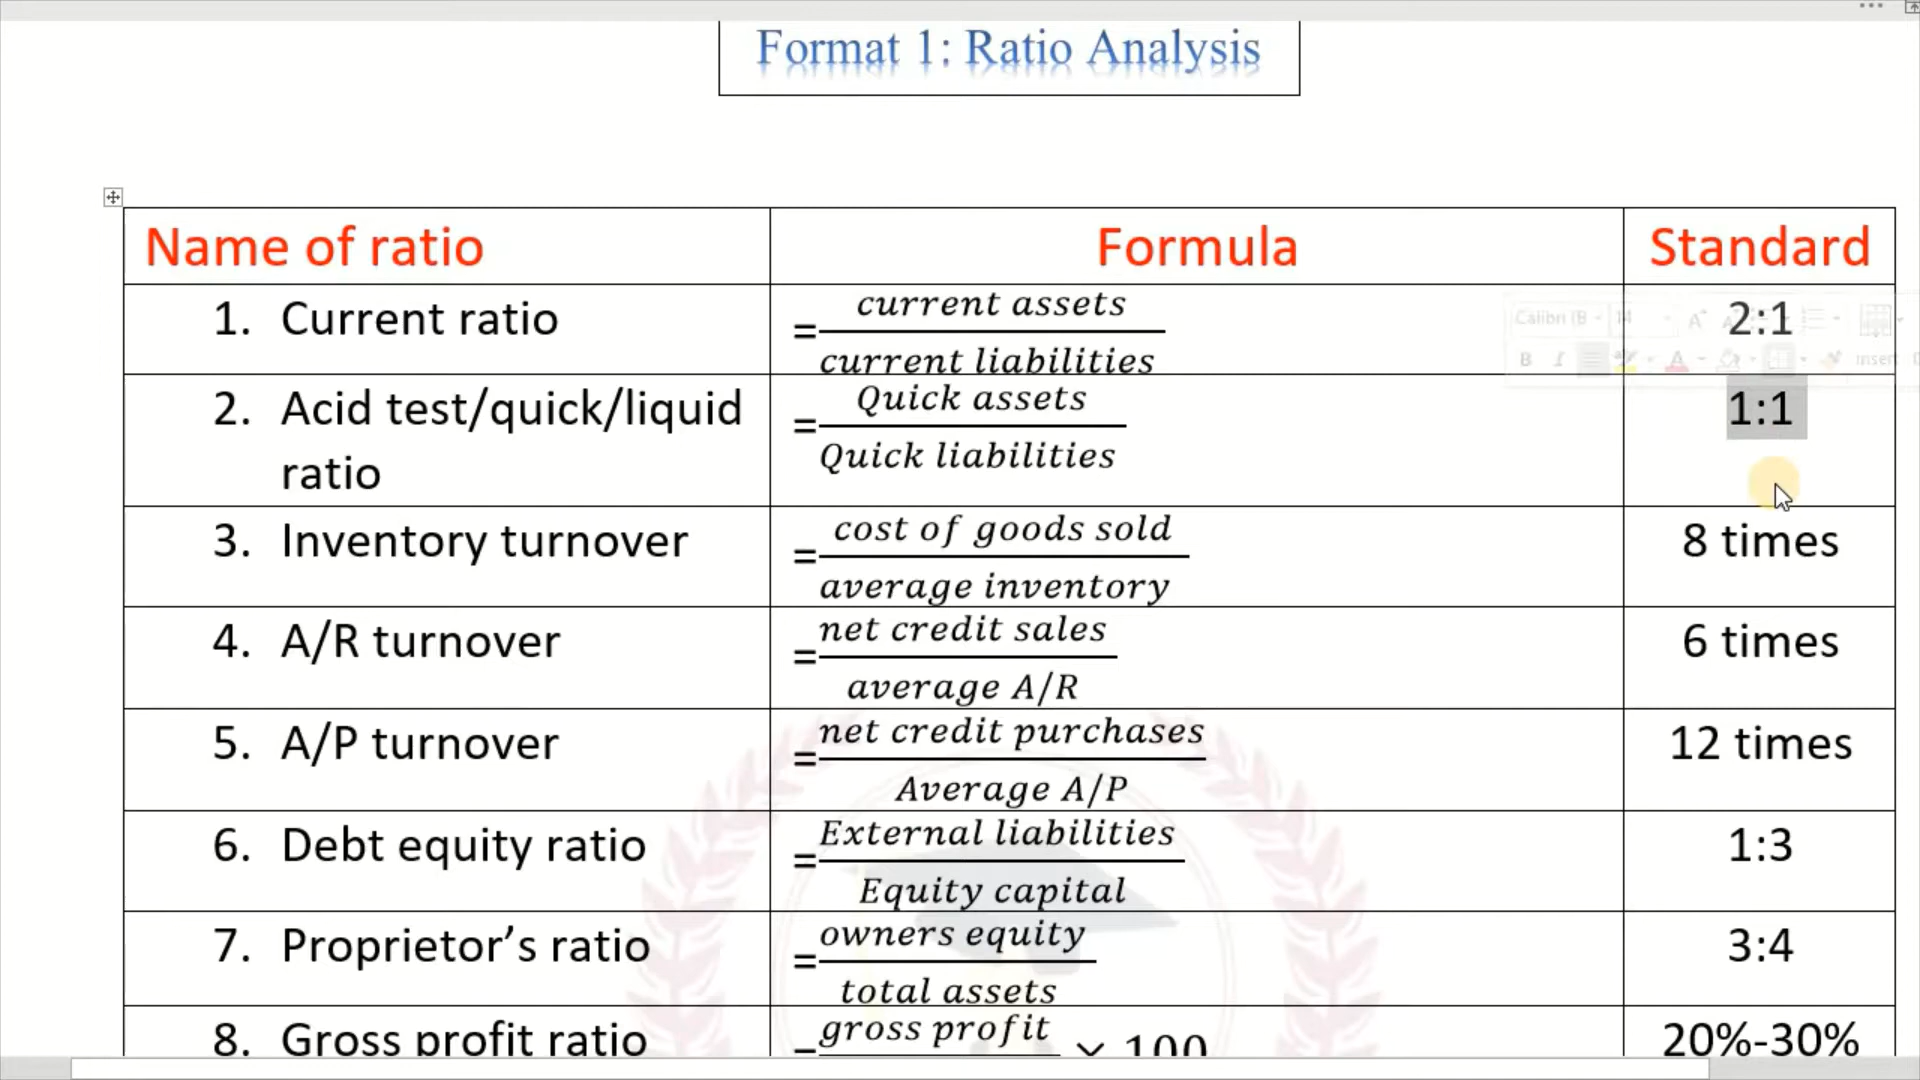 Format 1: Ratio Analysis
Name of ratio Formula Standard
1. Current ratio = current assets / current liabilities 2:1
Calibri (B 14
B I Insert
2. Acid test/quick/liquid ratio = Quick assets / Quick liabilities 1:1
3. Inventory turnover = cost of goods sold / average inventory 8 times
4. A/R turnover = net credit sales / average A/R 6 times
5. A/P turnover = net credit purchases / Average A/P 12 times
6. Debt equity ratio = External liabilities / Equity capital 1:3
7. Proprietor’s ratio = owners equity / total assets 3:4
8. Gross profit ratio = gross profit × 100 20%-30%